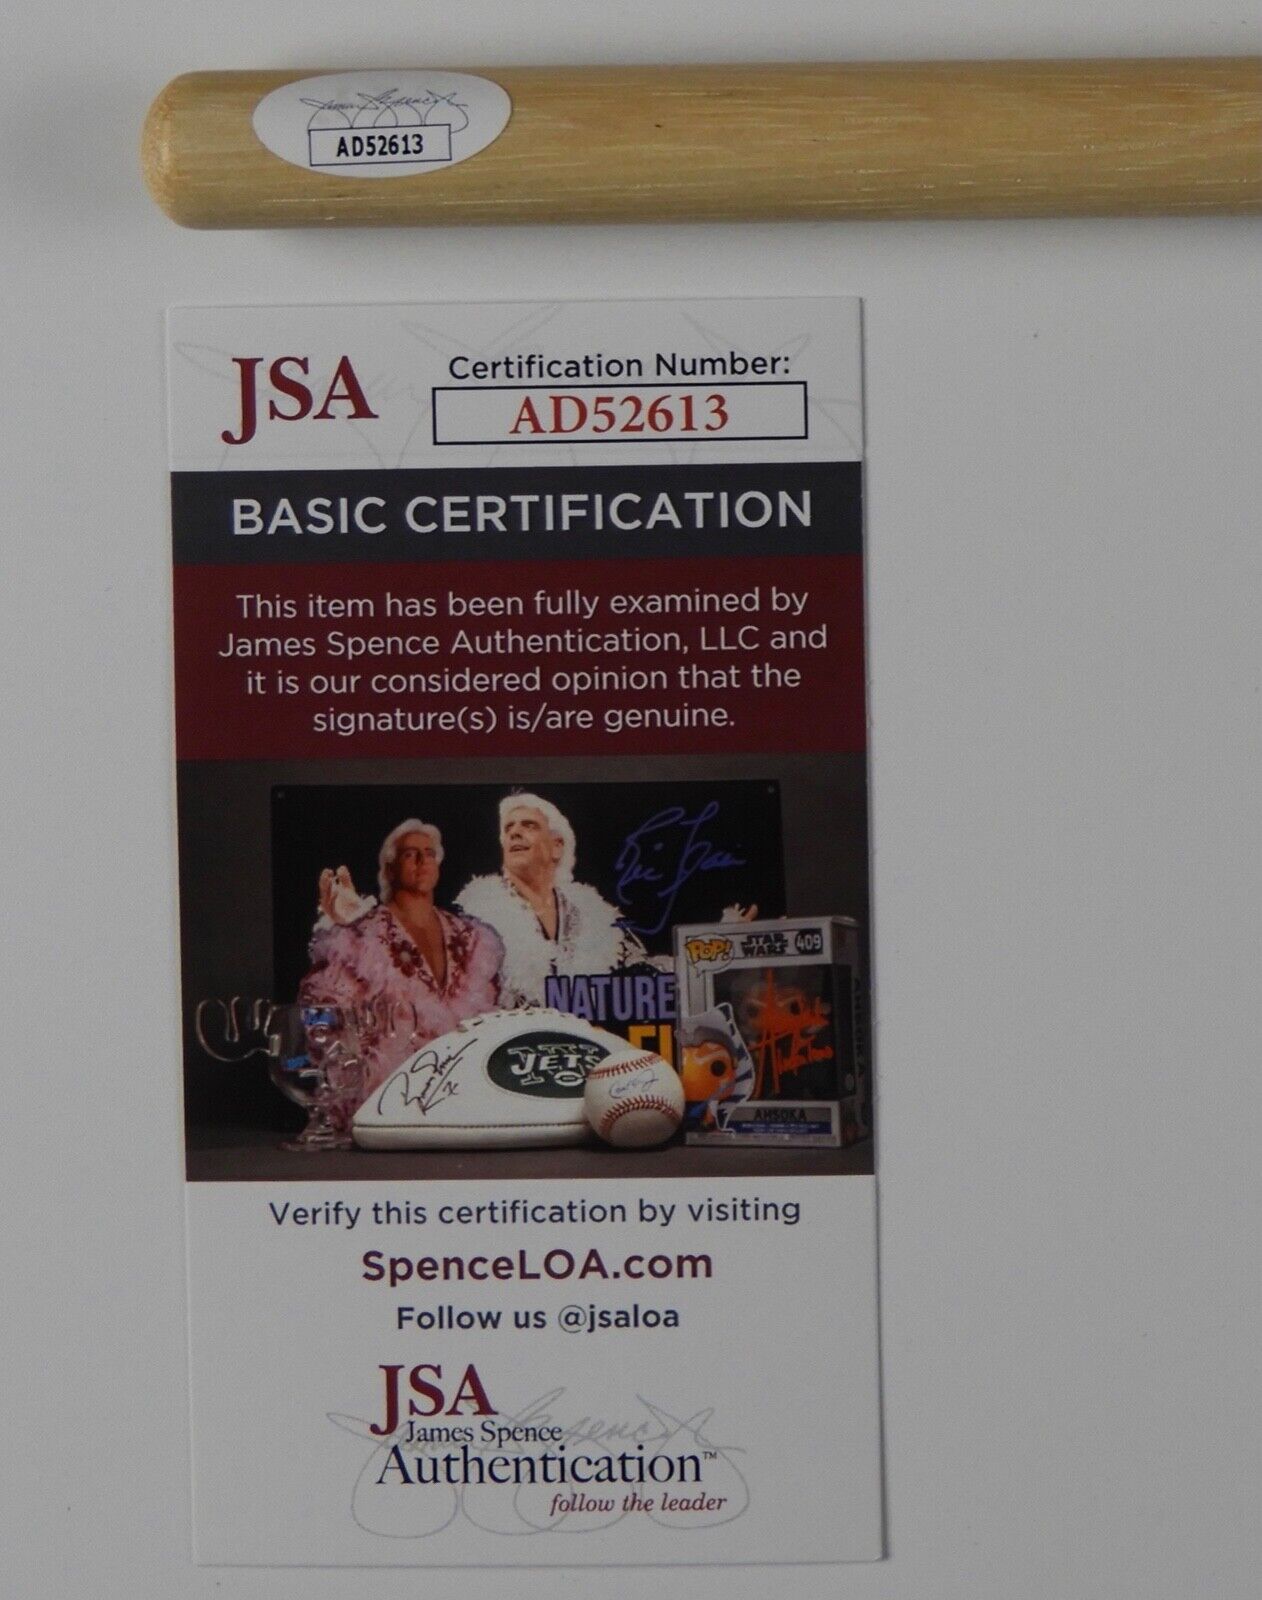 AD52613
JSA
Certification Number:
AD52613
BASIC CERTIFICATION
This item has been fully examined by
James Spence Authentication, LLC and
it is our considered opinion that the
signature(s) is/are genuine.
POP!
STAR
WARS
409
NATURE
JETS
AHSOKA
Verify this certification by visiting
SpenceLOA.com
Follow us @jsaloa
JSA
James Spence
Authentication™
follow the leader